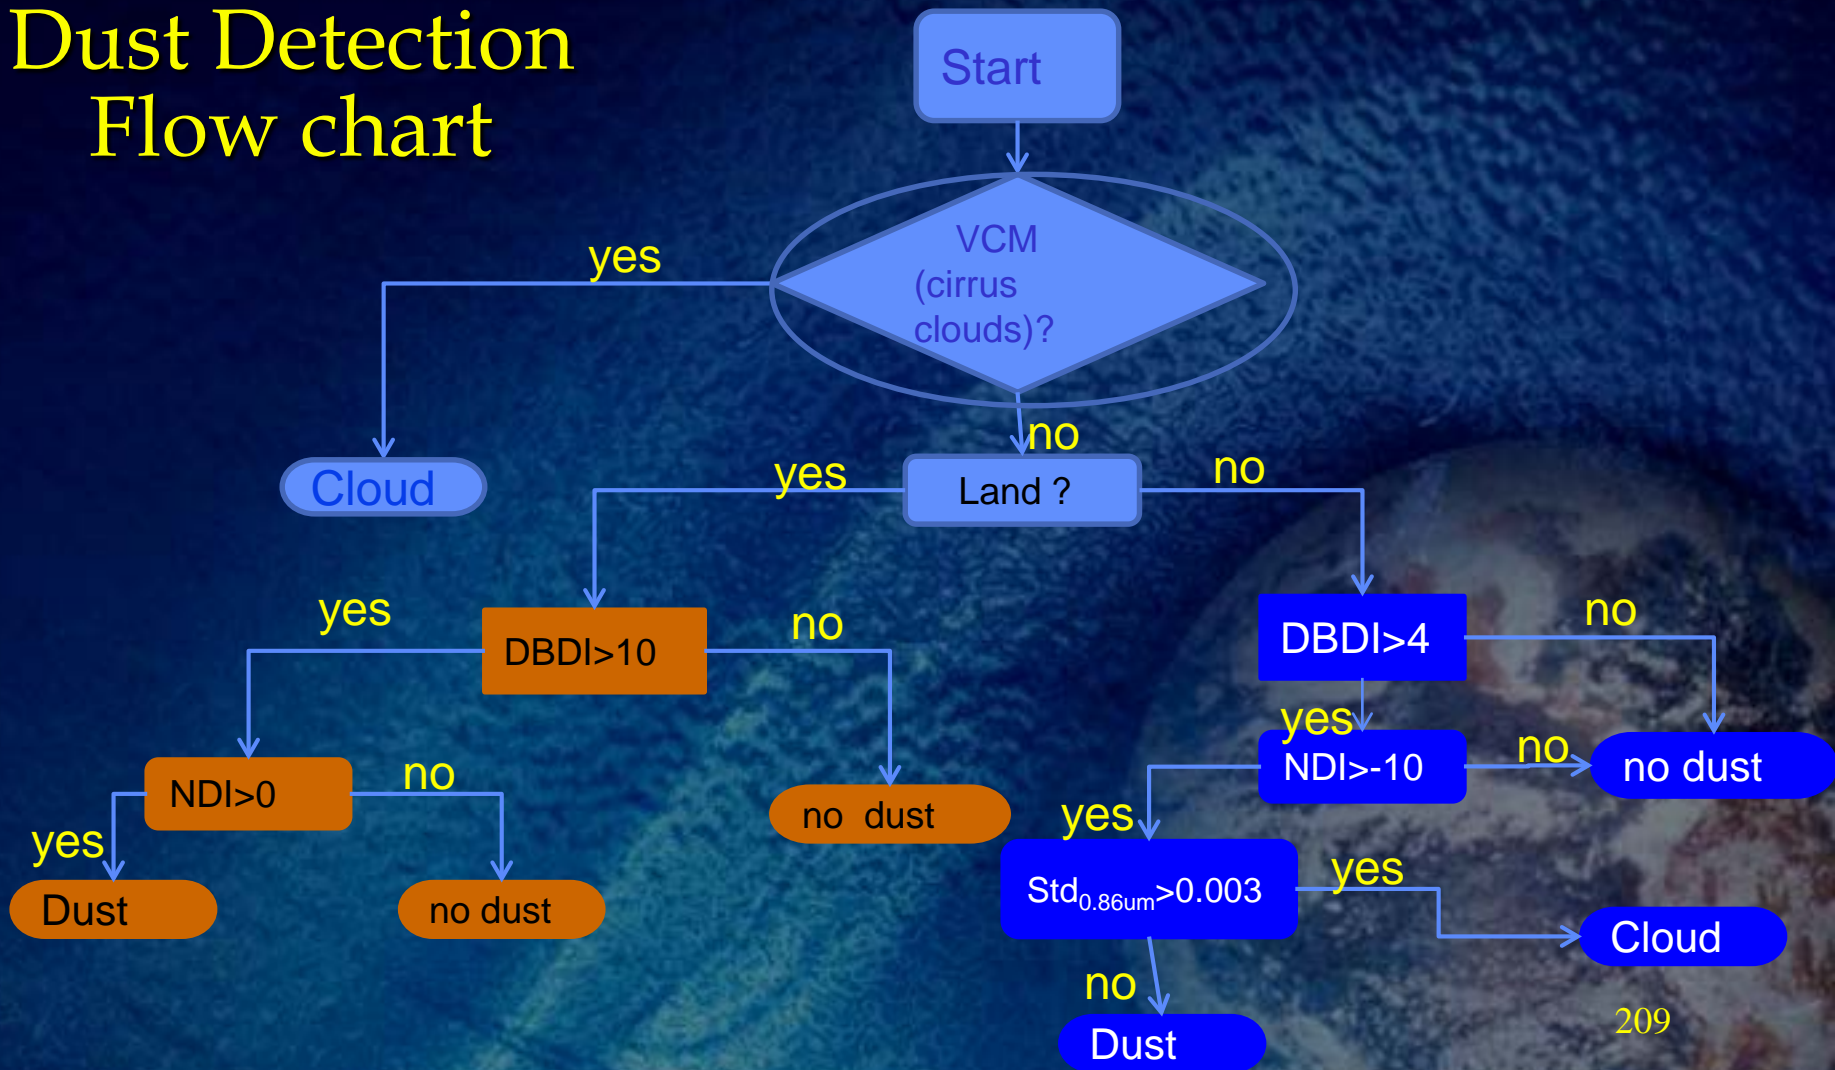 Dust Detection
Flow chart
Start
VCM
(cirrus
clouds)?
yes
no
Cloud
yes
Land ?
no
yes
DBDI>10
no
DBDI>4
no
yes
NDI>0
no
no dust
NDI>-10
no
no dust
yes
yes
Dust
no dust
Std0.86um>0.003
yes
Cloud
no
Dust
209